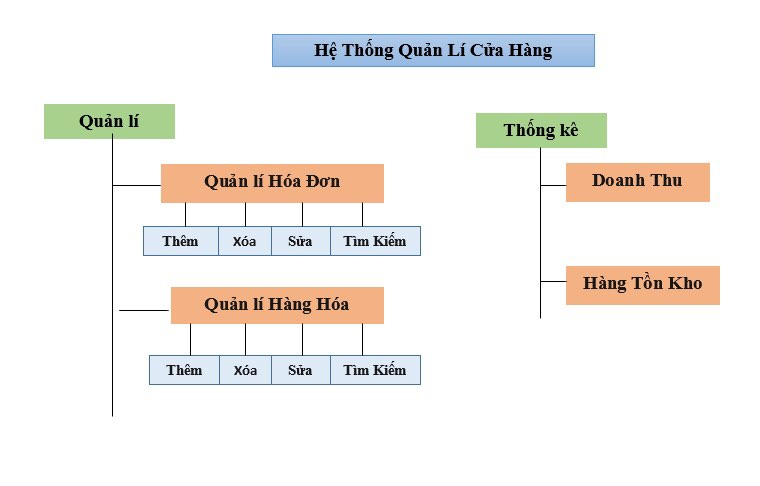 Hệ Thống Quản Lí Cửa Hàng
Quản lí
Quản lí Hóa Đơn
Thêm Xóa Sửa Tìm Kiếm
Quản lí Hàng Hóa
Thêm Xóa Sửa Tìm Kiếm
Thống kê
Doanh Thu
Hàng Tồn Kho